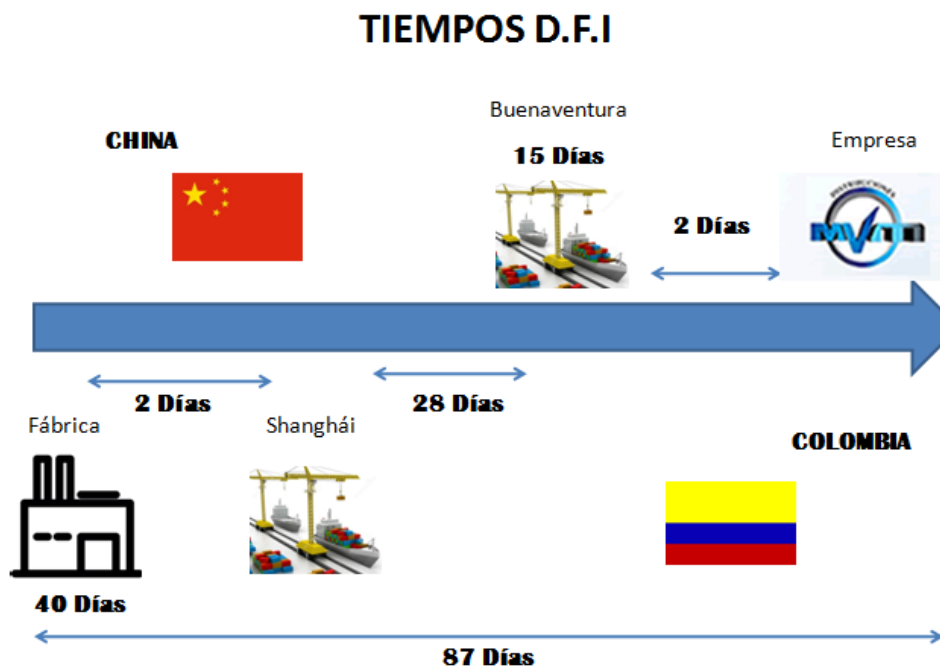 TIEMPOS D.F.I
Buenaventura
CHINA
15 Días
Empresa
2 Días
2 Días
28 Días
Fábrica
Shanghái
COLOMBIA
40 Días
87 Días